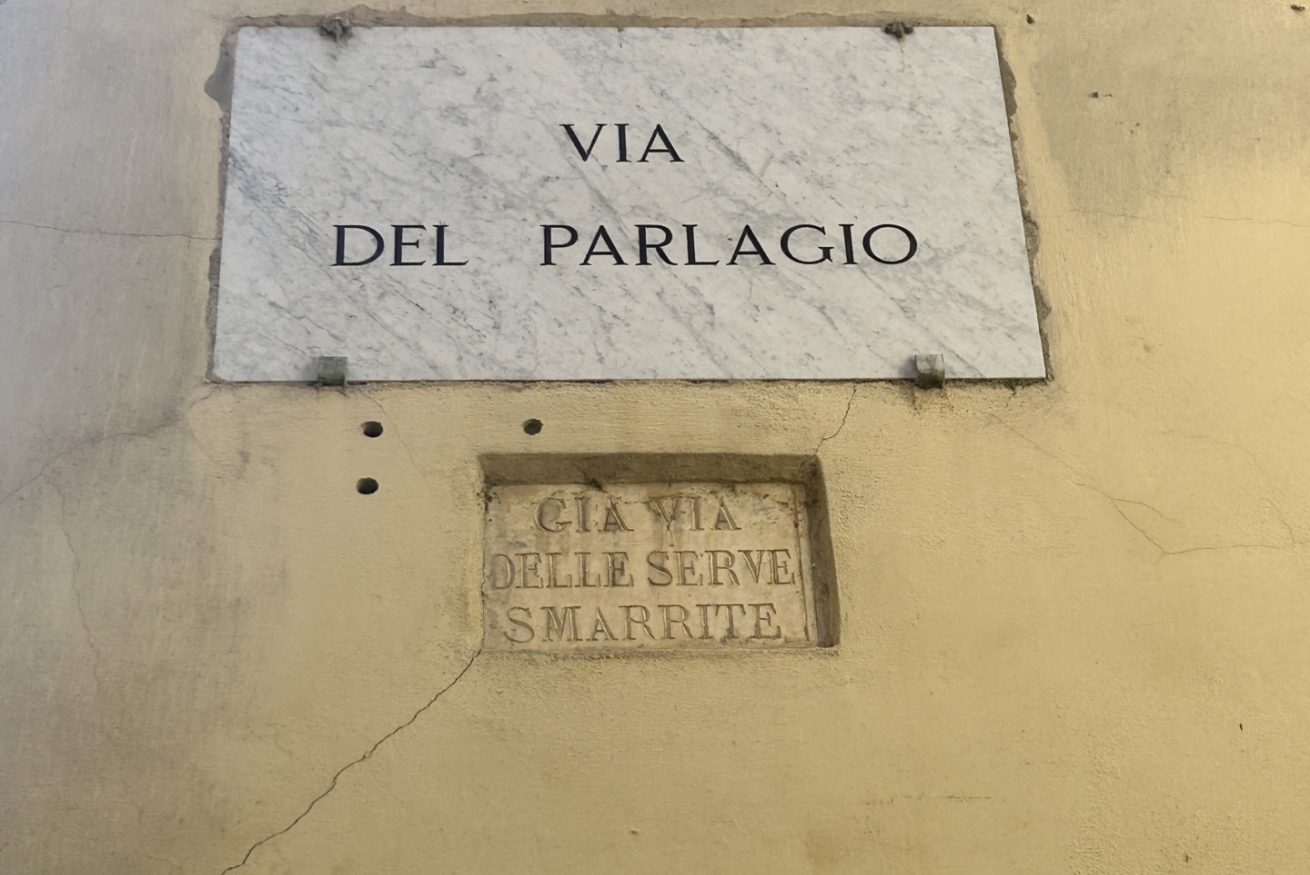 VIA
DEL PARLAGIO
GIA VIA
DELLE SERVE
SMARRITE